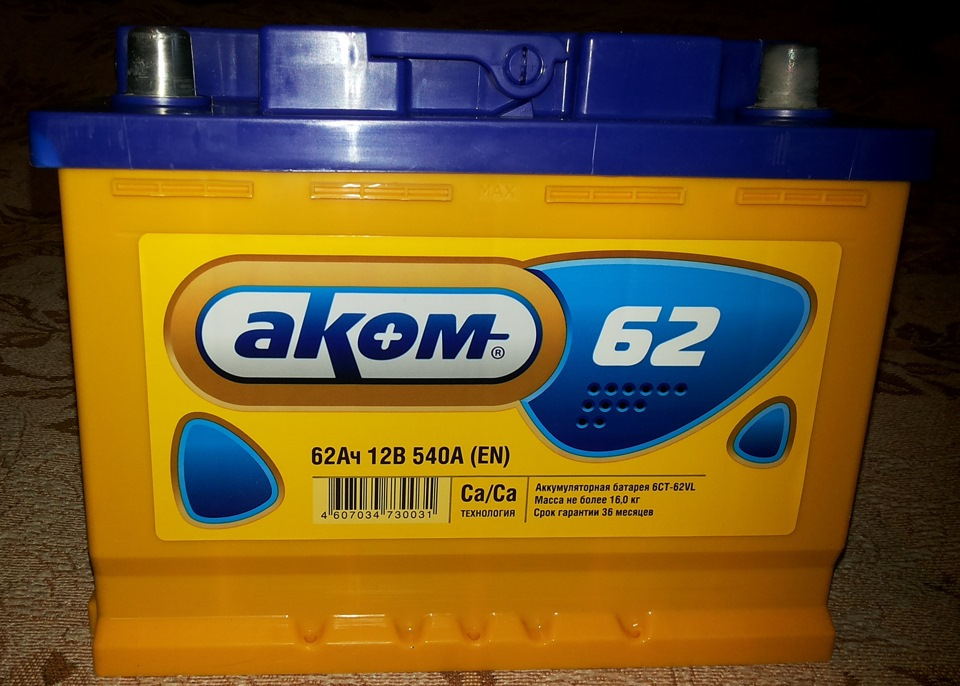 MAX
аком®
62
62Ач 12В 540А (EN)
4 607034 730031
Ca/Ca
ТЕХНОЛОГИЯ
Аккумуляторная батарея 6СТ-62VL
Масса не более 16,0 кг
Срок гарантии 36 месяцев